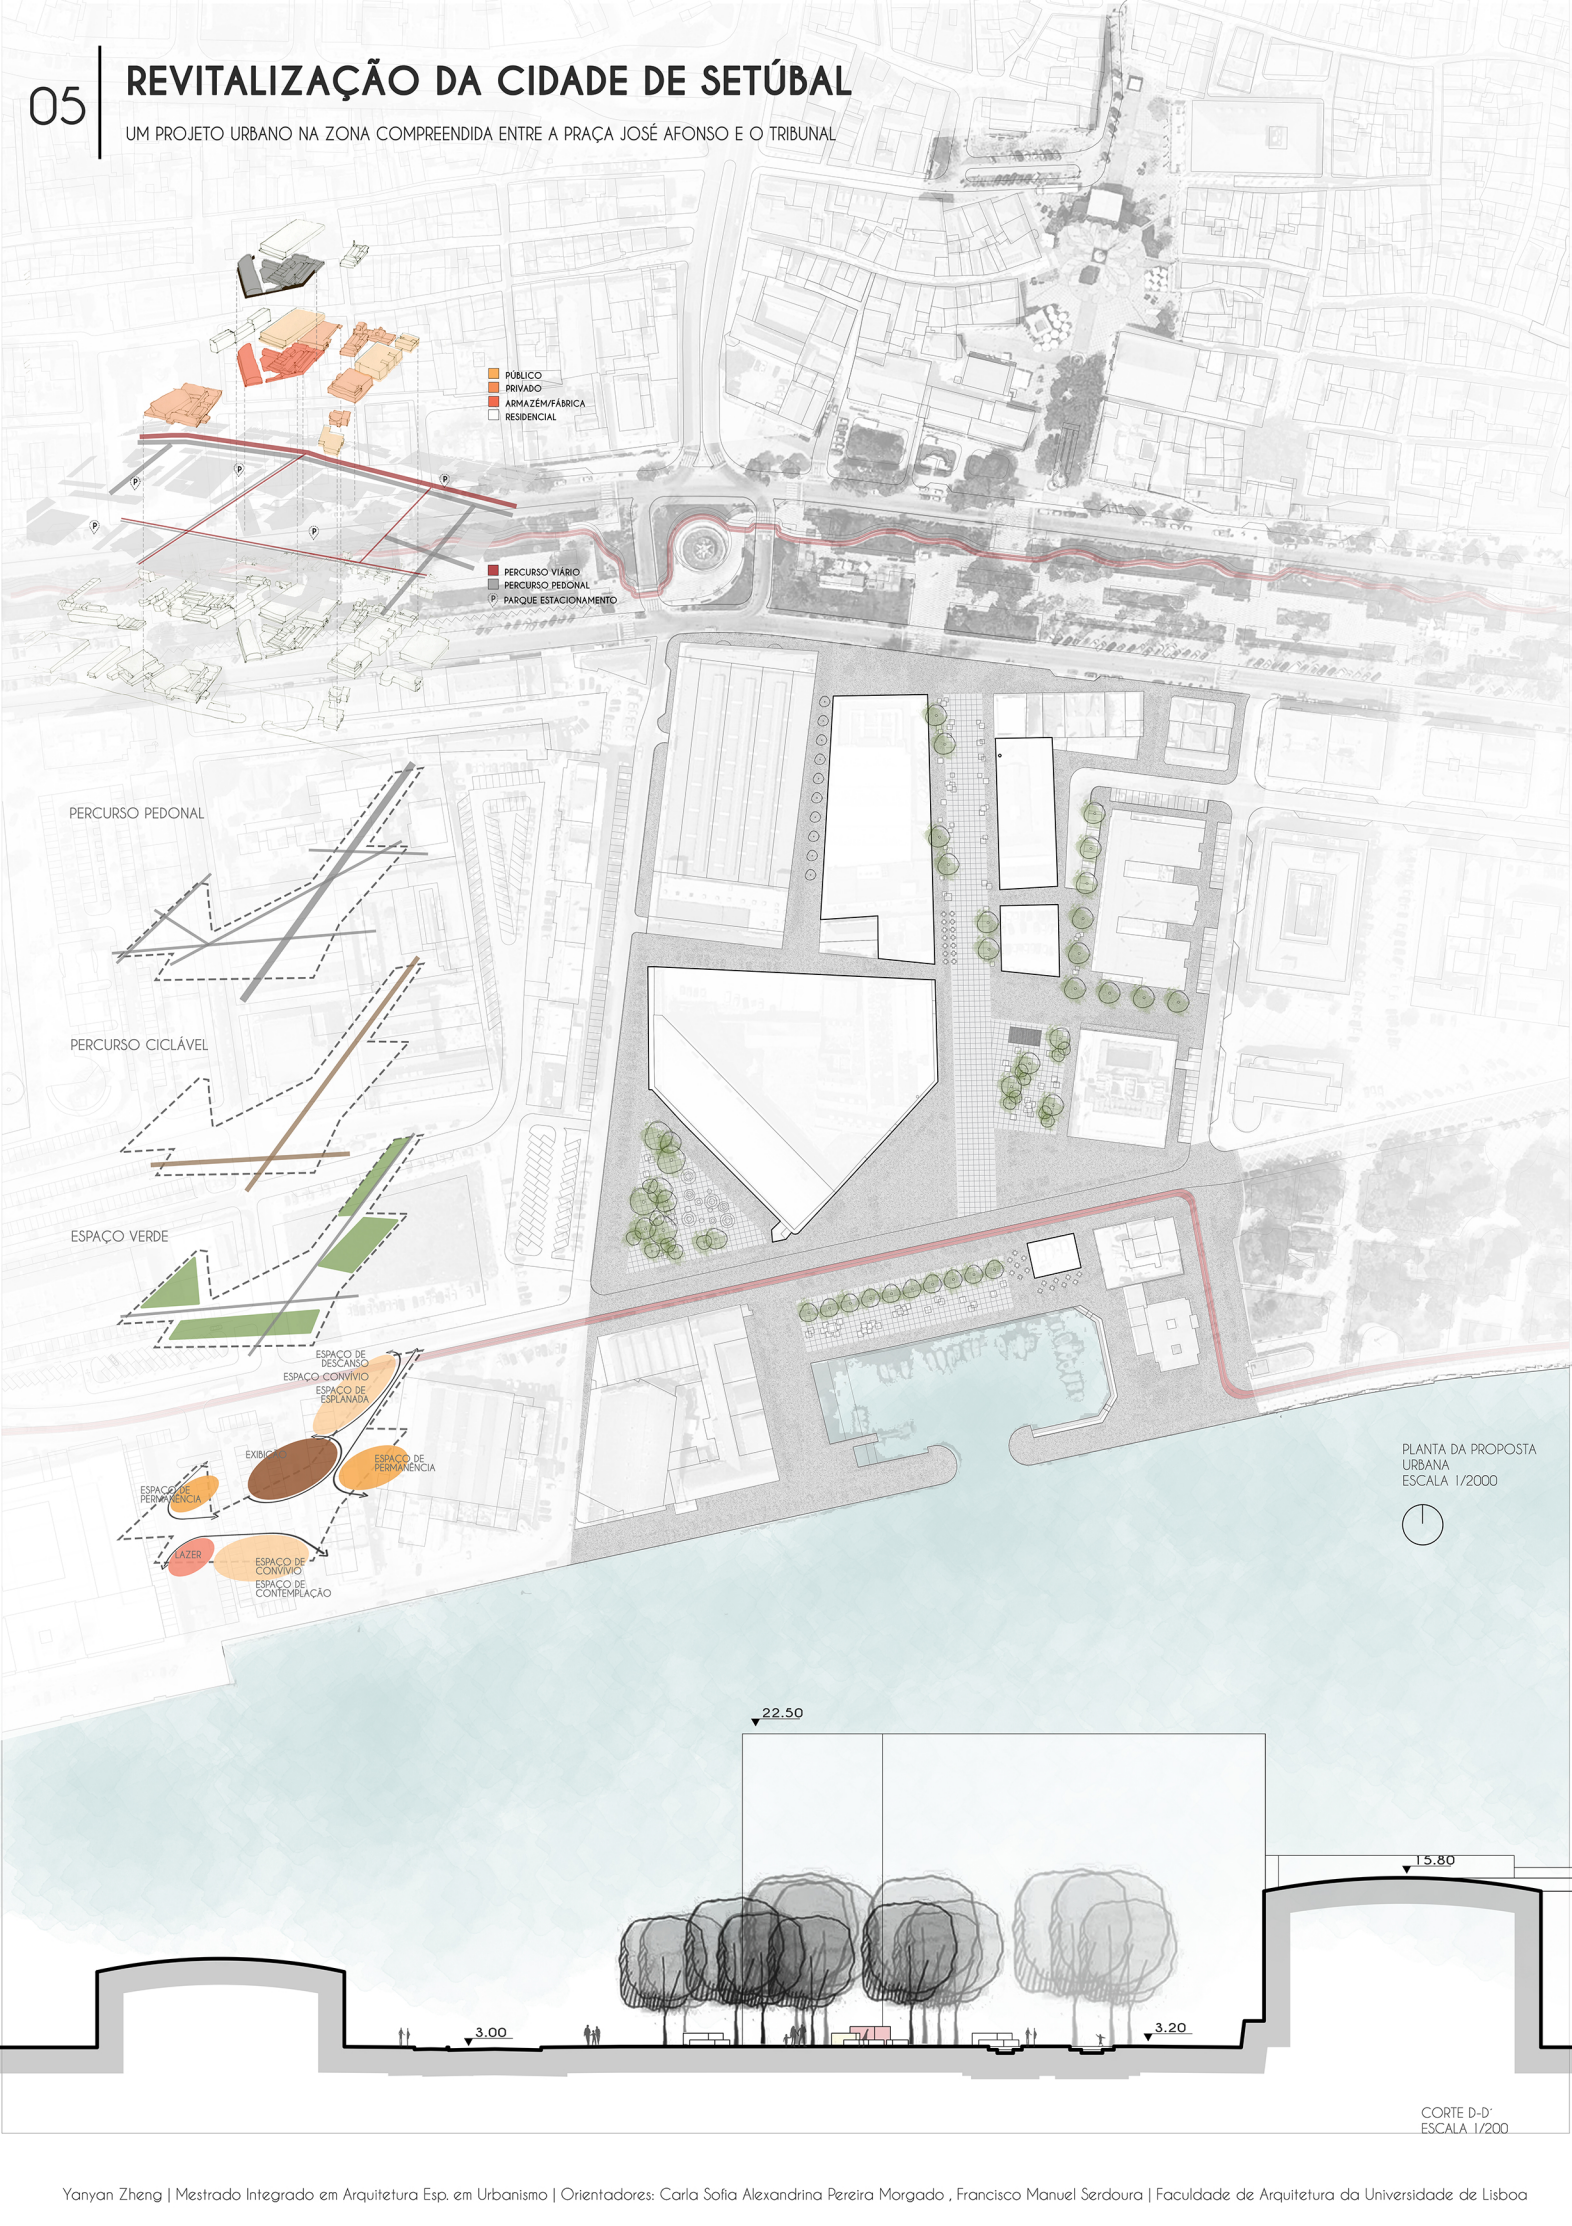 05
REVITALIZAÇÃO DA CIDADE DE SETÚBAL
UM PROJETO URBANO NA ZONA COMPREENDIDA ENTRE A PRAÇA JOSÉ AFONSO E O TRIBUNAL
PÚBLICO
PRIVADO
ARMAZÉM/FÁBRICA
RESIDENCIAL
P
P
P
P
P
PERCURSO VIÁRIO
PERCURSO PEDONAL
P PARQUE ESTACIONAMENTO
PERCURSO PEDONAL
PERCURSO CICLÁVEL
ESPAÇO VERDE
ESPAÇO DE
DESCANSO
ESPAÇO CONVÍVIO
ESPAÇO DE
ESPLANADA
ESPAÇO DE
PERMANÊNCIA
ESPAÇO DE
PERMANÊNCIA
LAZER
ESPAÇO DE
CONVÍVIO
ESPAÇO DE
CONTEMPLAÇÃO
PLANTA DA PROPOSTA
URBANA
ESCALA 1/2000
22.50
15.80
3.00
3.20
CORTE D-D'
ESCALA 1/200
Yanyan Zheng | Mestrado Integrado em Arquitetura Esp. em Urbanismo | Orientadores: Carla Sofia Alexandrina Pereira Morgado , Francisco Manuel Serdoura | Faculdade de Arquitetura da Universidade de Lisboa